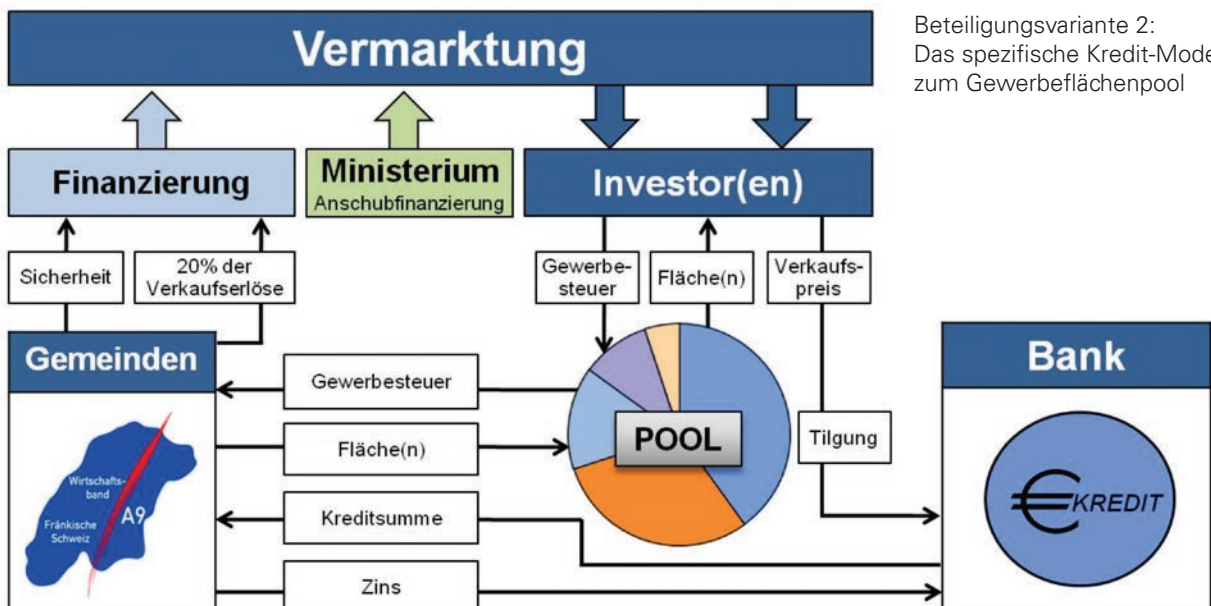 Vermarktung
Beteiligungsvariante 2:
Das spezifische Kredit-Mode
zum Gewerbeflächenpool
Finanzierung
Ministerium
Anschubfinanzierung
Investor(en)
Sicherheit
20% der
Verkaufserlöse
Gewerbe-
steuer
Fläche(n)
Verkaufs-
preis
Gemeinden
Wirtschafts-
band
A9
Fränkische
Schweiz
Gewerbesteuer
Fläche(n)
Kreditsumme
Zins
POOL
Tilgung
Bank
€ KREDIT